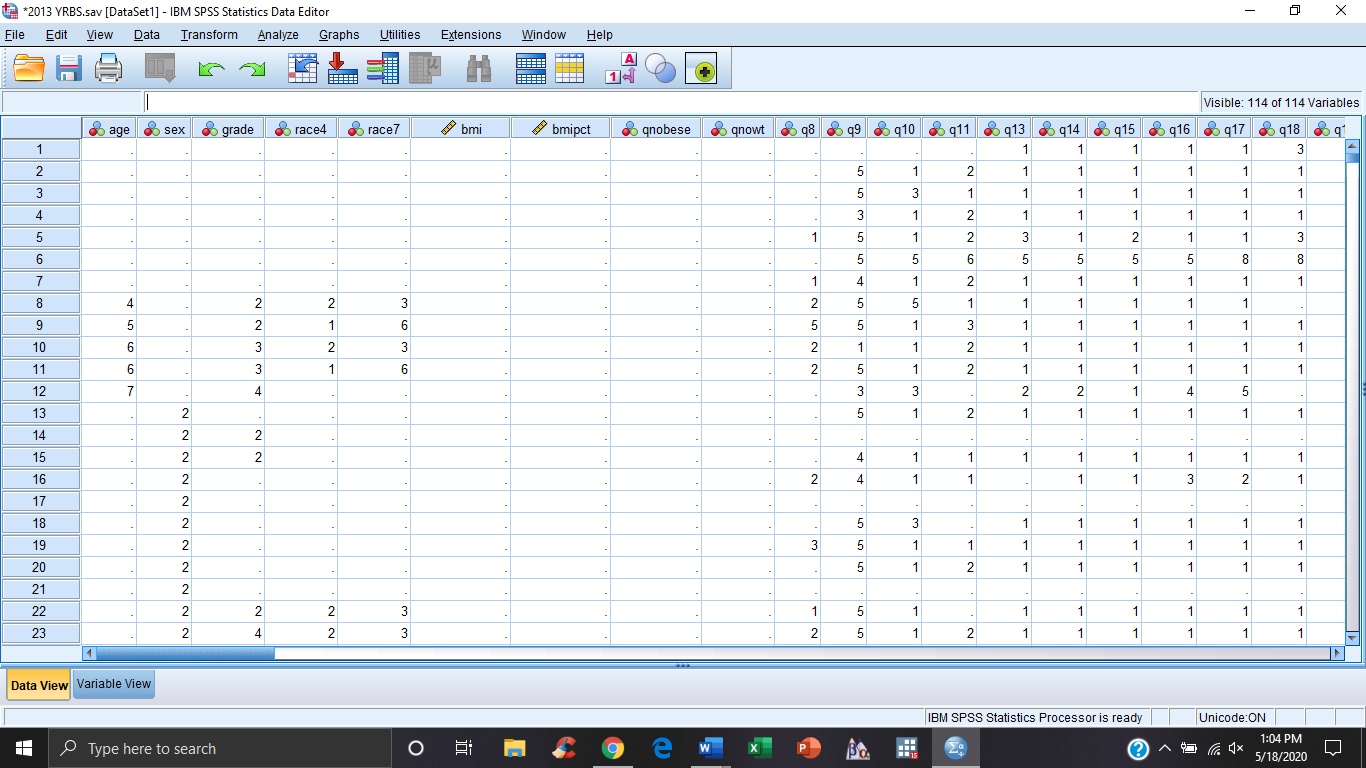 *2013 YRBS.sav [DataSet1] - IBM SPSS Statistics Data Editor
File Edit View Data Transform Analyze Graphs Utilities Extensions Window Help
1 A
Visible: 114 of 114 Variables
age sex grade race4 race7 bmi bmipct qnobese qnowt q8 q9 q10 q11 q13 q14 q15 q16 q17 q18 q1
1 . . . . . . . . . . . . . 1 1 1 1 1 3
2 . . . . . . . . . . 5 1 2 1 1 1 1 1 1
3 . . . . . . . . . . 5 3 1 1 1 1 1 1 1
4 . . . . . . . . . . 3 1 2 1 1 1 1 1 1
5 . . . . . . . . . 1 5 1 2 3 1 2 1 1 3
6 . . . . . . . . . . 5 5 6 5 5 5 5 8 8
7 . . . . . . . . . 1 4 1 2 1 1 1 1 1 1
8 4 . 2 2 3 . . . . 2 5 5 1 1 1 1 1 1 .
9 5 . 2 1 6 . . . . 5 5 1 3 1 1 1 1 1 1
10 6 . 3 2 3 . . . . 2 1 1 2 1 1 1 1 1 1
11 6 . 3 1 6 . . . . 2 5 1 2 1 1 1 1 1 1
12 7 . 4 . . . . . . . 3 3 . 2 2 1 4 5 .
13 . 2 . . . . . . . . 5 1 2 1 1 1 1 1 1
14 . 2 2 . . . . . . . . . . . . . . . .
15 . 2 2 . . . . . . . 4 1 1 1 1 1 1 1 1
16 . 2 . . . . . . . 2 4 1 1 . 1 1 3 2 1
17 . 2 . . . . . . . . . . . . . . . . .
18 . 2 . . . . . . . . 5 3 . 1 1 1 1 1 1
19 . 2 . . . . . . . 3 5 1 1 1 1 1 1 1 1
20 . 2 . . . . . . . . 5 1 2 1 1 1 1 1 1
21 . 2 . . . . . . . . . . . . . . . . .
22 . 2 2 2 3 . . . . 1 5 1 . 1 1 1 1 1 1
23 . 2 4 2 3 . . . . 2 5 1 2 1 1 1 1 1 1
Data View Variable View
IBM SPSS Statistics Processor is ready Unicode:ON
Type here to search
1:04 PM
5/18/2020